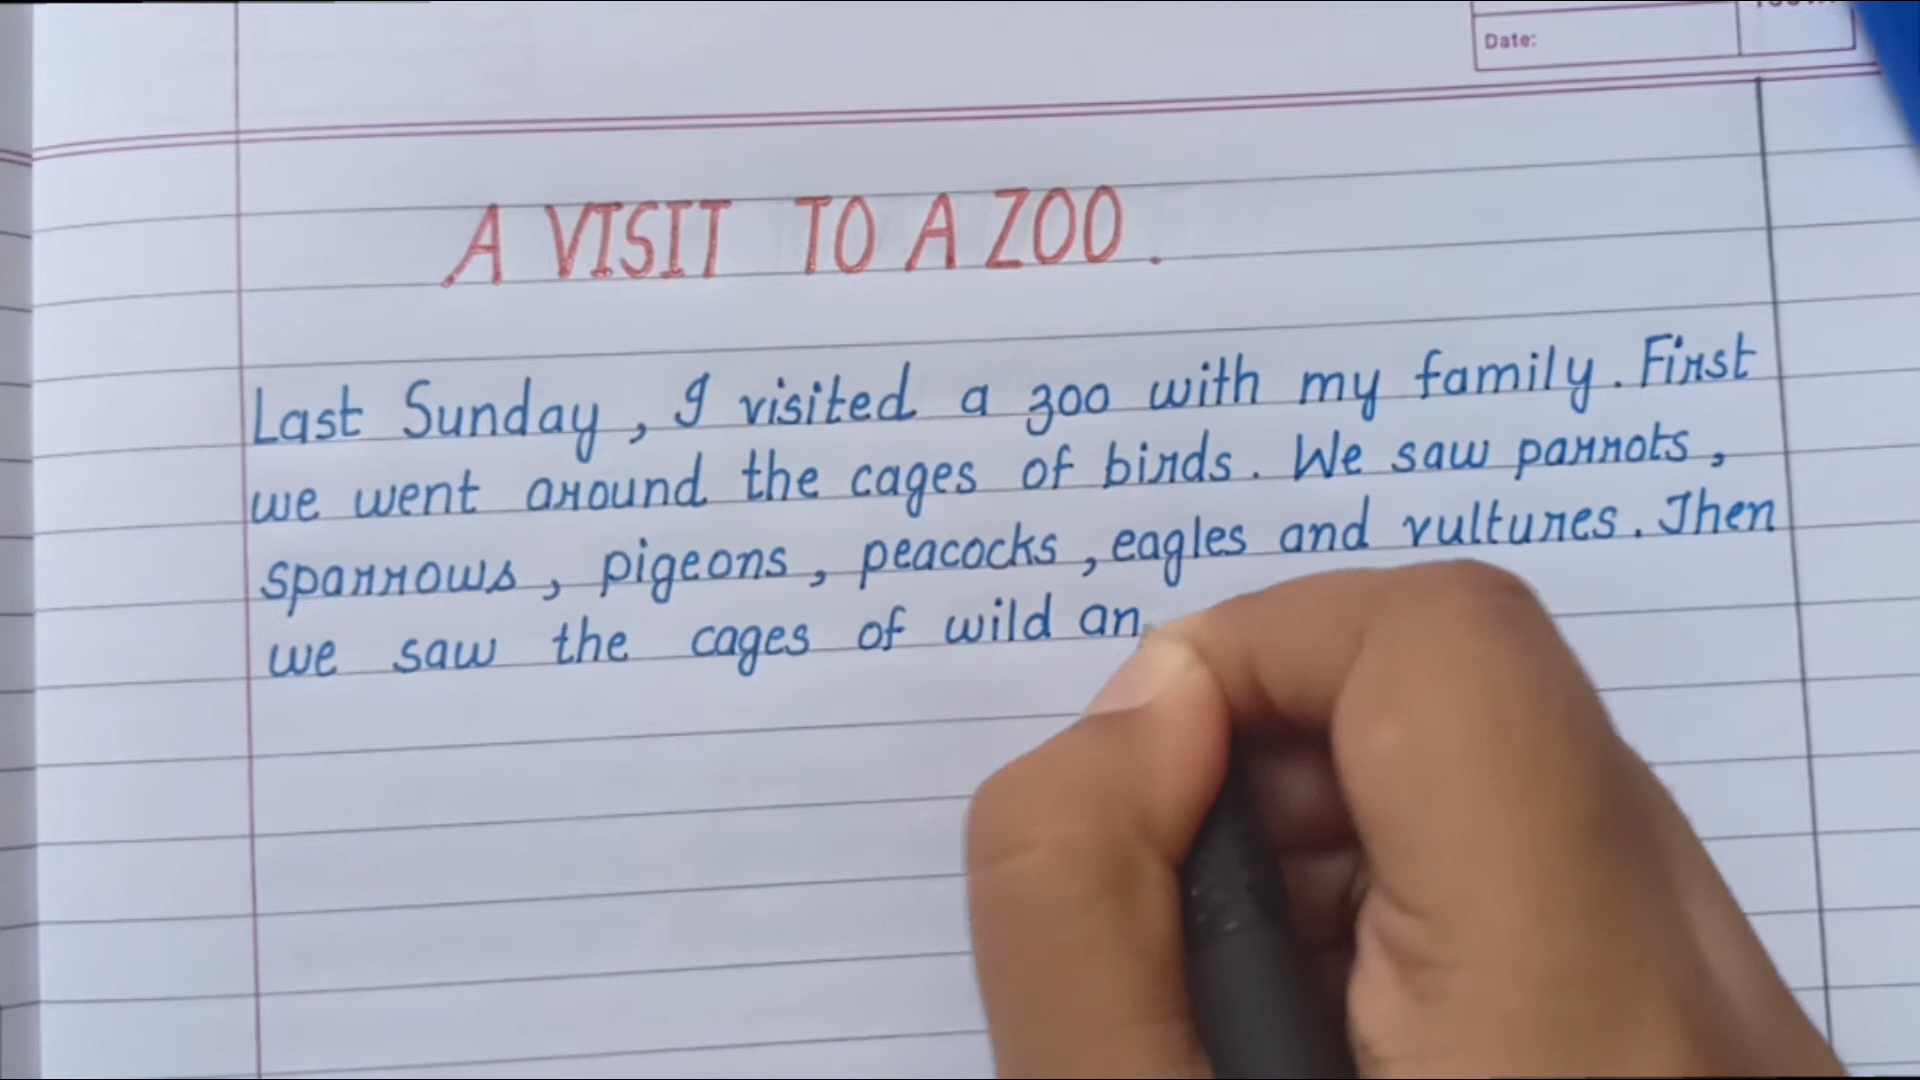 Date:
A VISIT TO A ZOO.
Last Sunday, I visited a zoo with my family. First
we went around the cages of birds. We saw parrots,
sparrows, pigeons, peacocks, eagles and vultures. Then
we saw the cages of wild an